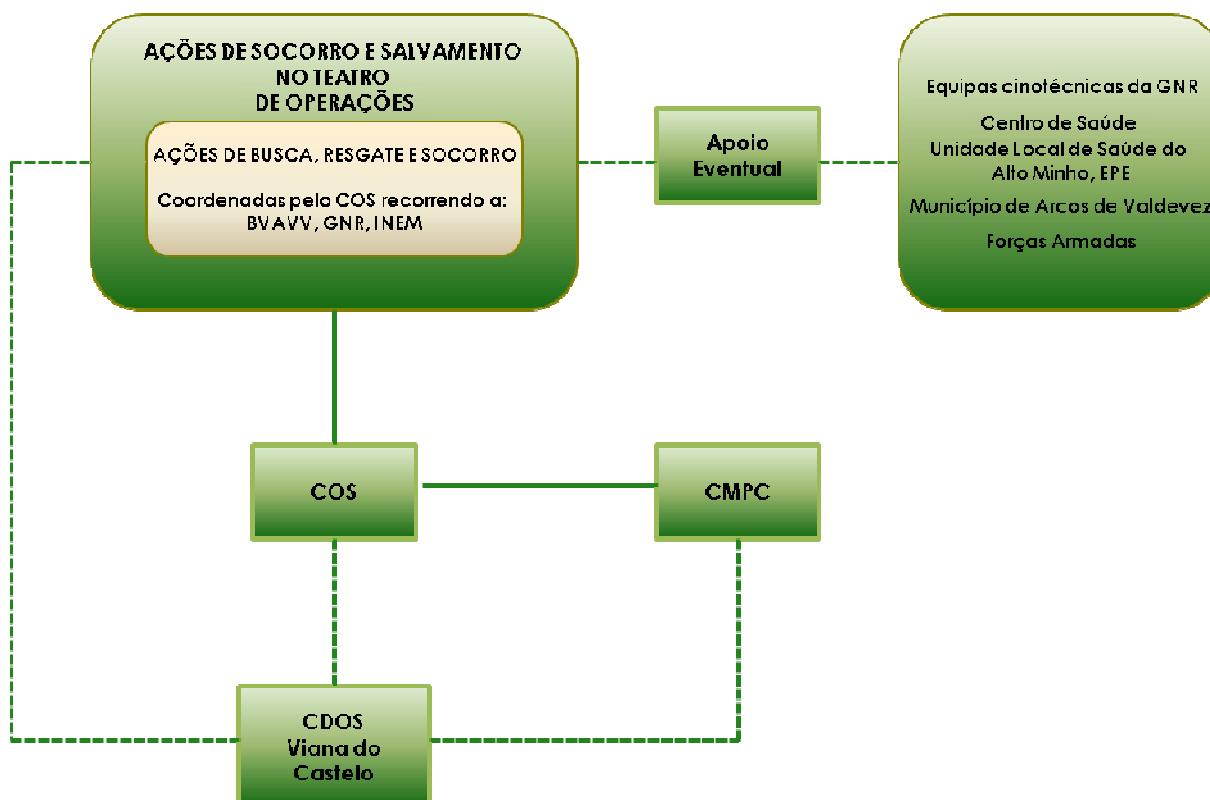 AÇÕES DE SOCORRO E SALVAMENTO
NO TEATRO
DE OPERAÇÕES
AÇÕES DE BUSCA, RESGATE E SOCORRO
Coordenadas pelo COS recorrendo a:
BVAVV, GNR, INEM
Apoio
Eventual
Equipas cinotécnicas da GNR
Centro de Saúde
Unidade Local de Saúde do
Alto Minho, EPE
Município de Arcos de Valdevez
Forças Armadas
COS
CMPC
CDOS
Viana do
Castelo